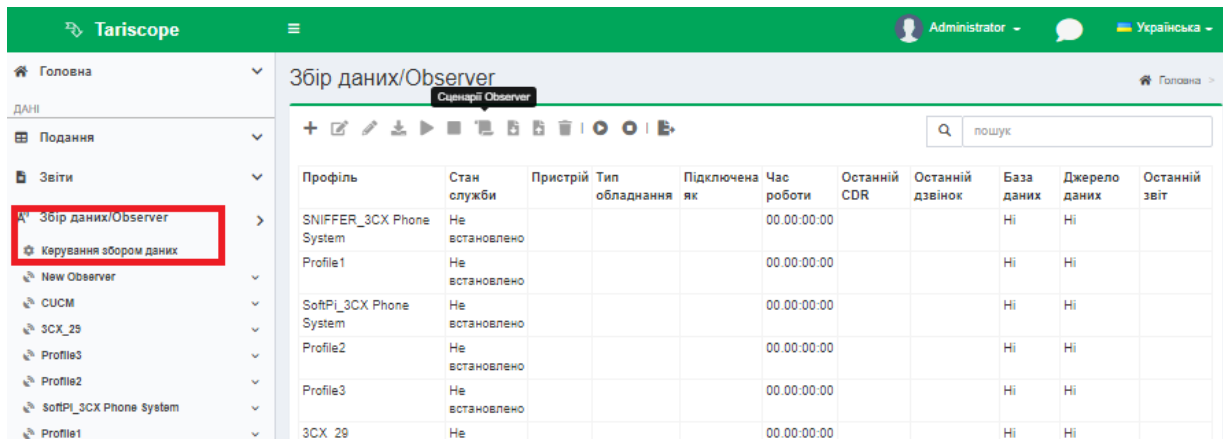 Tariscope
Administrator
Українська
Головна
ДАНІ
Подання
Звіти
Збір даних/Observer
Керування збором даних
New Observer
CUCM
3CX_29
Profile3
Profile2
SoftPi_3CX Phone System
Profile1
Збір даних/Observer
Головна >
Сценарії Observer
пошук
Профіль Стан служби Пристрій Тип обладнання Підключена як Час роботи Останній CDR Останній дзвінок База даних Джерело даних Останній звіт
SNIFFER_3CX Phone System Не встановлено 00.00:00:00 Ні Ні
Profile1 Не встановлено 00.00:00:00 Ні Ні
SoftPi_3CX Phone System Не встановлено 00.00:00:00 Ні Ні
Profile2 Не встановлено 00.00:00:00 Ні Ні
Profile3 Не встановлено 00.00:00:00 Ні Ні
3CX_29 Не 00.00:00:00 Ні Ні